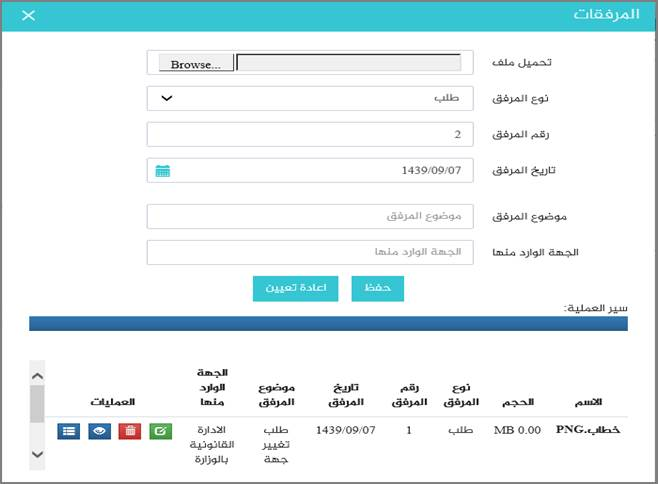 المرفقات
تحميل ملف
Browse...
نوع المرفق
طلب
رقم المرفق
2
تاريخ المرفق
1439/09/07
موضوع المرفق
موضوع المرفق
الجهة الوارد منها
الجهة الوارد منها
حفظ
اعادة تعيين
سير العملية:
الاسم
الحجم
نوع
المرفق
رقم
المرفق
تاريخ
المرفق
موضوع
المرفق
الجهة
الوارد
منها
العمليات
خطاب.PNG
0.00 MB
طلب
1
1439/09/07
طلب
تغيير
جهة
الادارة
القانونية
بالوزارة